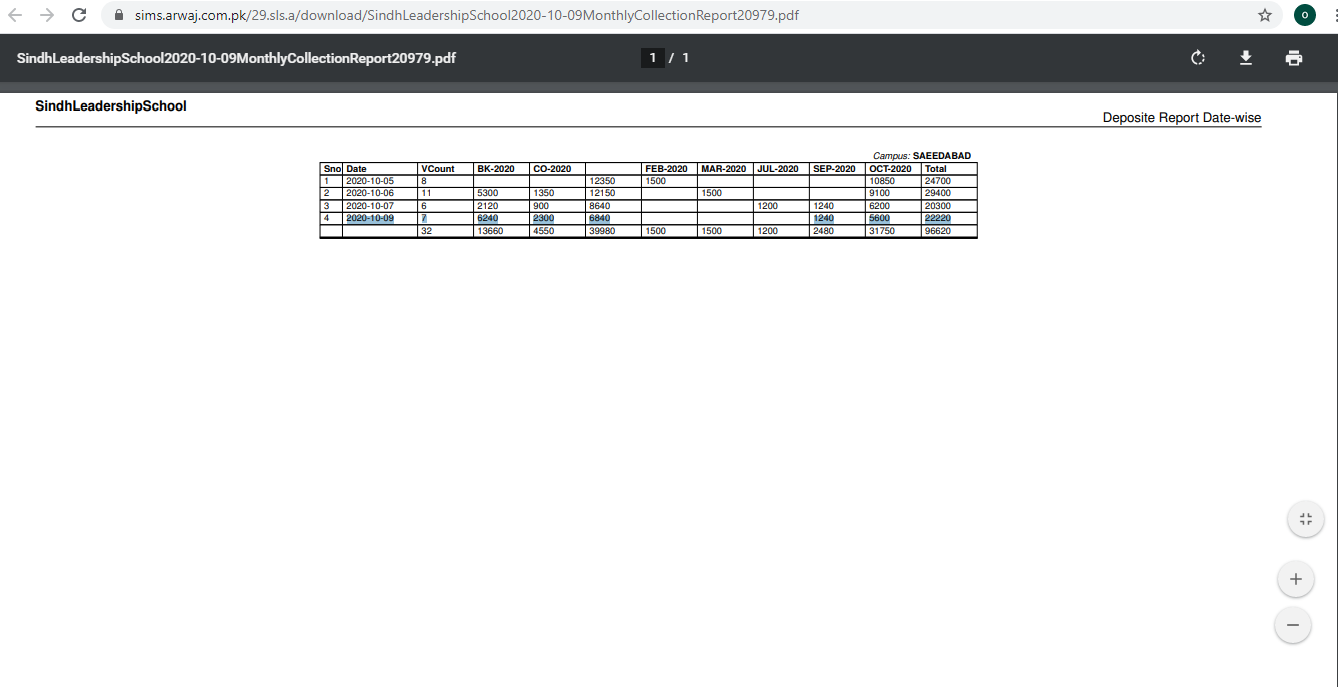 sims.arwaj.com.pk/29.sls.a/download/SindhLeadershipSchool2020-10-09MonthlyCollectionReport20979.pdf
o
SindhLeadershipSchool2020-10-09MonthlyCollectionReport20979.pdf 1 / 1
SindhLeadershipSchool
Deposite Report Date-wise
Campus: SAEEDABAD
Sno Date VCount BK-2020 CO-2020 FEB-2020 MAR-2020 JUL-2020 SEP-2020 OCT-2020 Total
1 2020-10-05 8 12350 1500 10850 24700
2 2020-10-06 11 5300 1350 12150 1500 9100 29400
3 2020-10-07 6 2120 900 8640 1200 1240 6200 20300
4 2020-10-09 7 6240 2300 6840 1240 5600 22220
32 13660 4550 39980 1500 1500 1200 2480 31750 96620